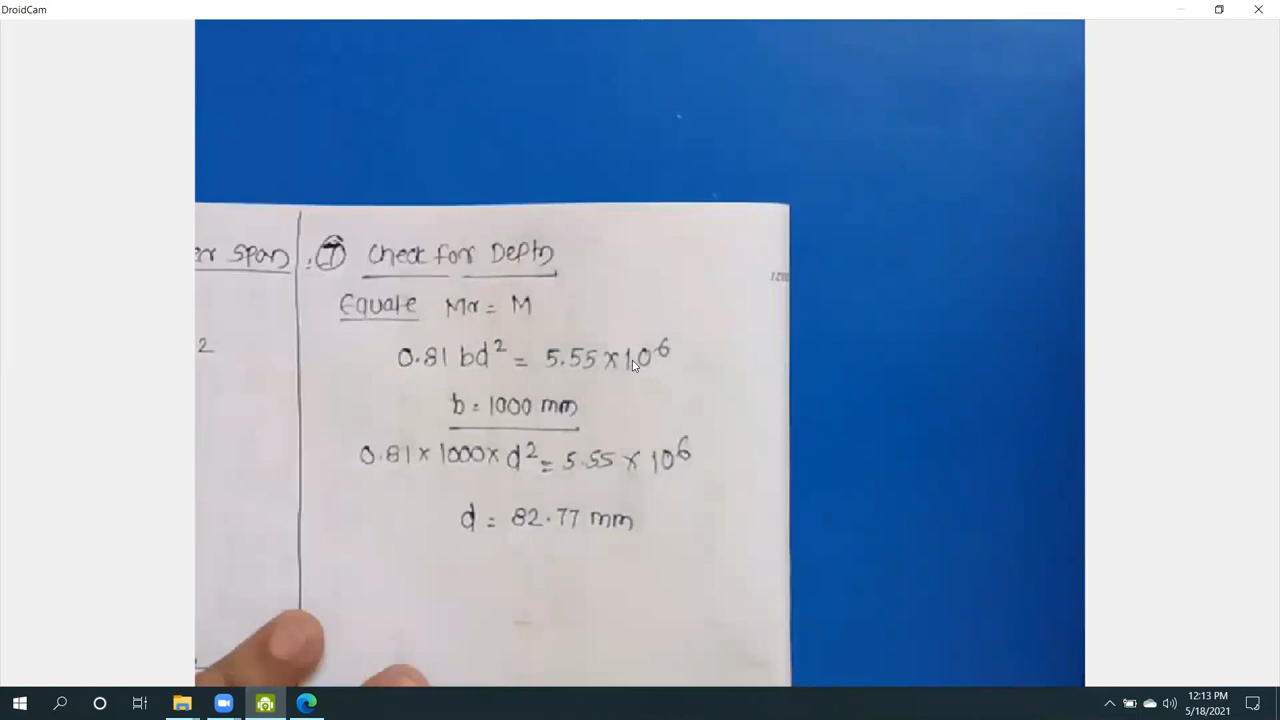 DroidCam
er span
2
⑦ Check for Depth
Equate Mr = M
0.81 bd² = 5.55 × 10⁶
b = 1000 mm
0.81 × 1000 × d² = 5.55 × 10⁶
d = 82.77 mm
12:13 PM
5/18/2021